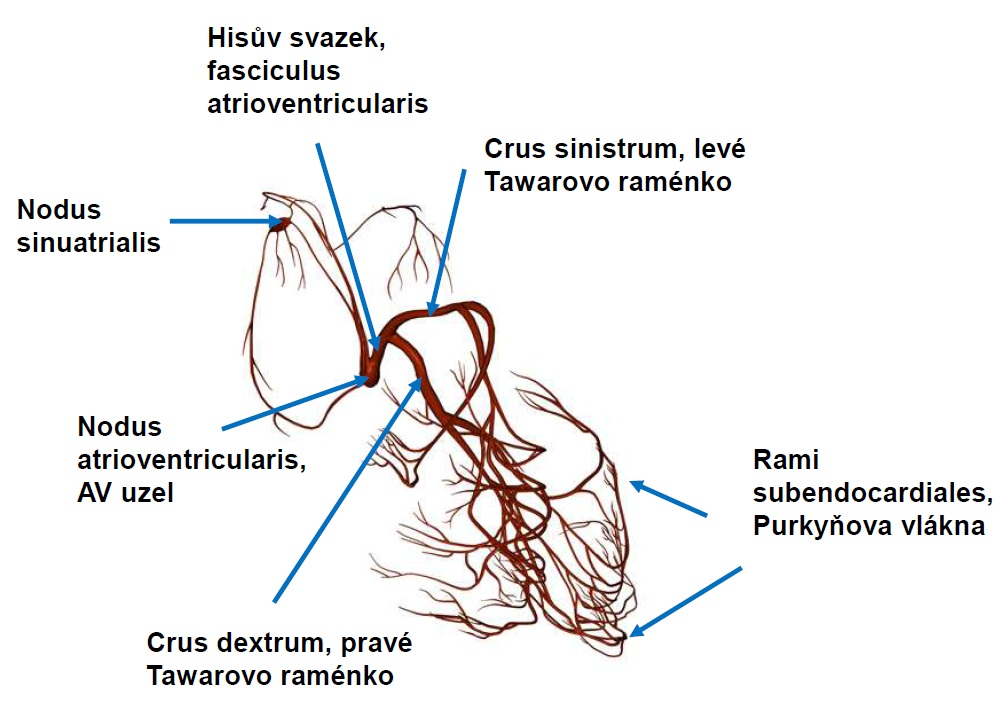 Hisův svazek,
fasciculus
atrioventricularis
Crus sinistrum, levé
Tawarovo raménko
Nodus
sinuatrialis
Nodus
atrioventricularis,
AV uzel
Rami
subendocardiales,
Purkyňova vlákna
Crus dextrum, pravé
Tawarovo raménko